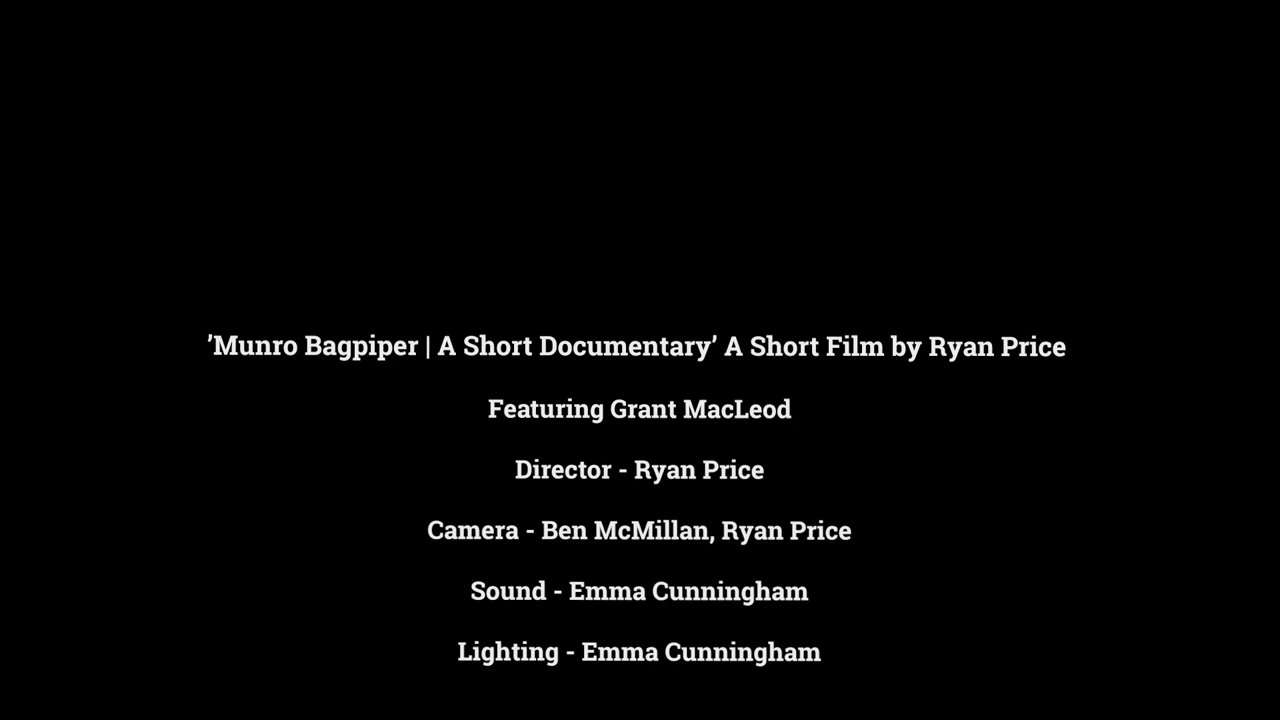 ’Munro Bagpiper | A Short Documentary’ A Short Film by Ryan Price
Featuring Grant MacLeod
Director - Ryan Price
Camera - Ben McMillan, Ryan Price
Sound - Emma Cunningham
Lighting - Emma Cunningham